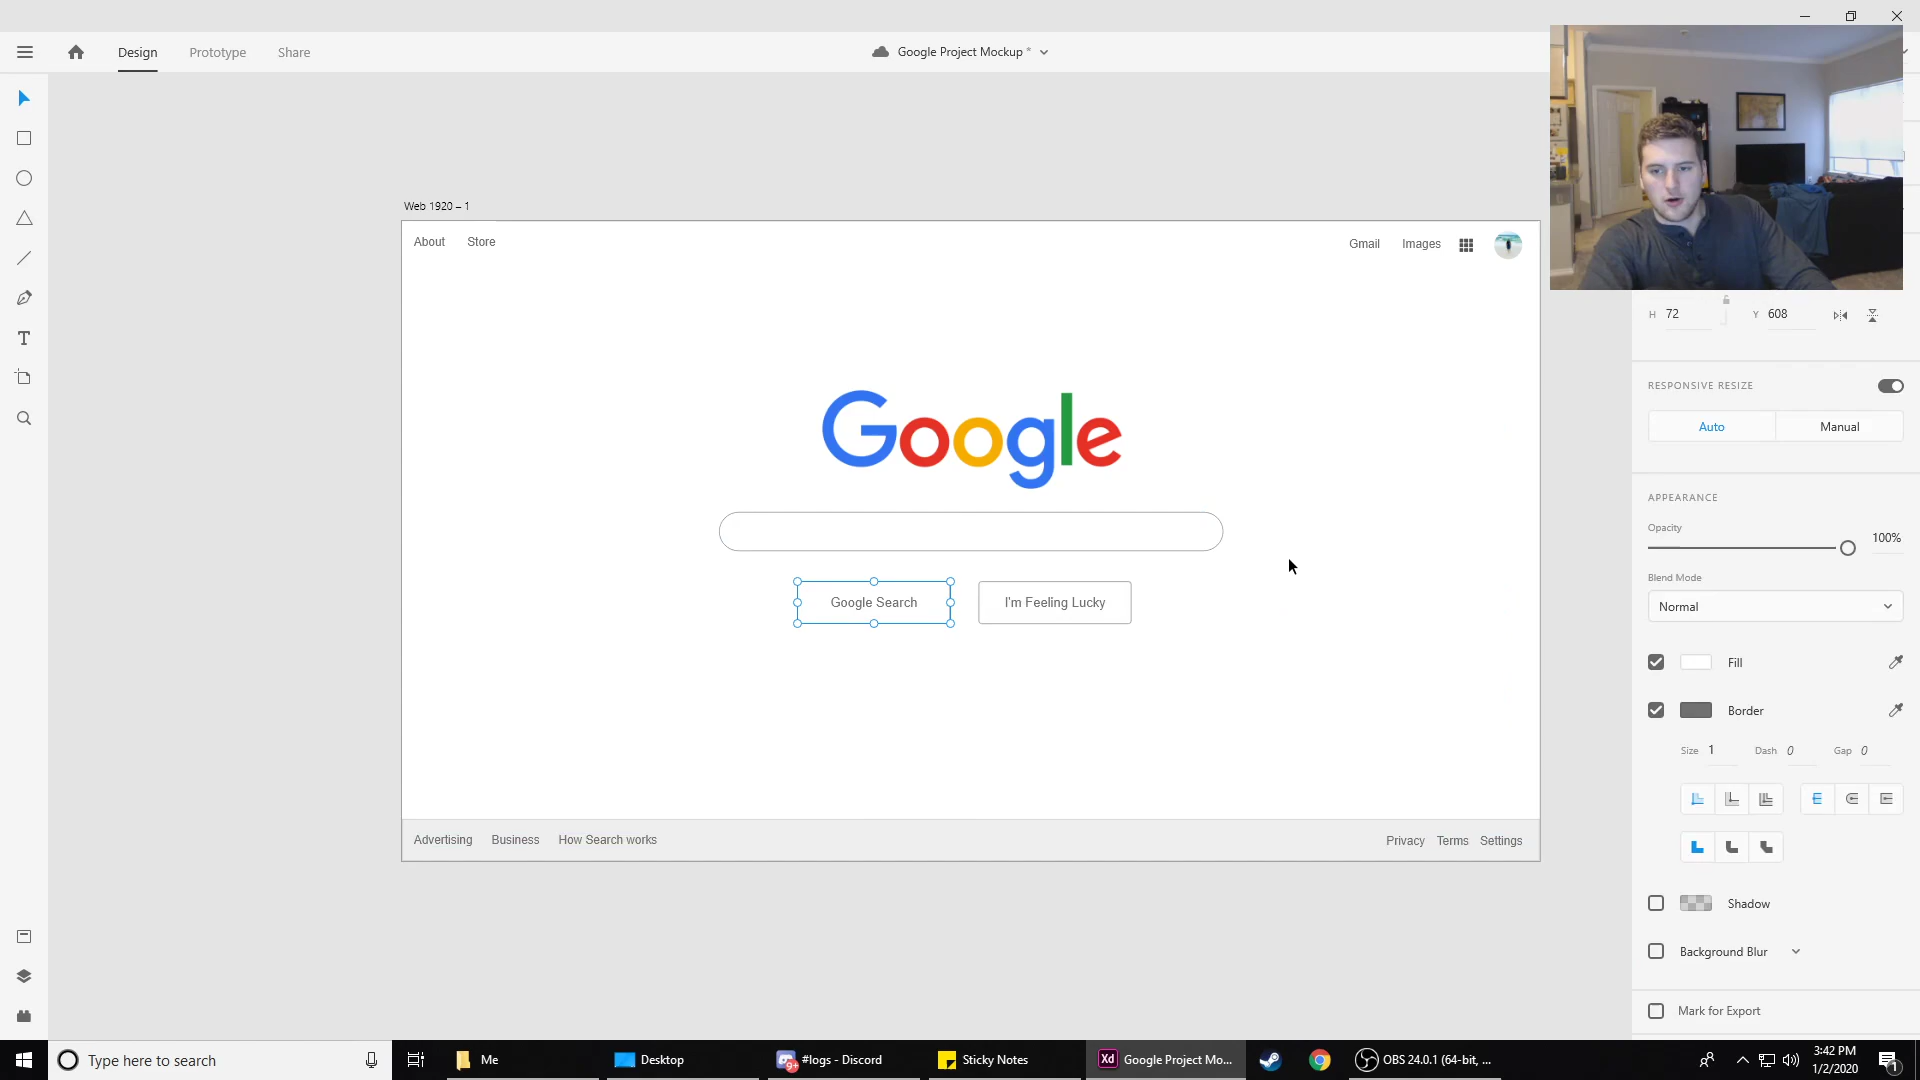 Design Prototype Share Google Project Mockup *
Web 1920 – 1
About Store Gmail Images
H 72 Y 608
RESPONSIVE RESIZE
Google
Auto Manual
APPEARANCE
Opacity
100%
Blend Mode
Google Search I'm Feeling Lucky Normal
Fill
Border
Size 1 Dash 0 Gap 0
Advertising Business How Search works Privacy Terms Settings
Shadow
Background Blur
Mark for Export
Type here to search Me Desktop 9+ #logs - Discord Sticky Notes Xd Google Project Mo... OBS 24.0.1 (64-bit, ... 3:42 PM
1/2/2020 1